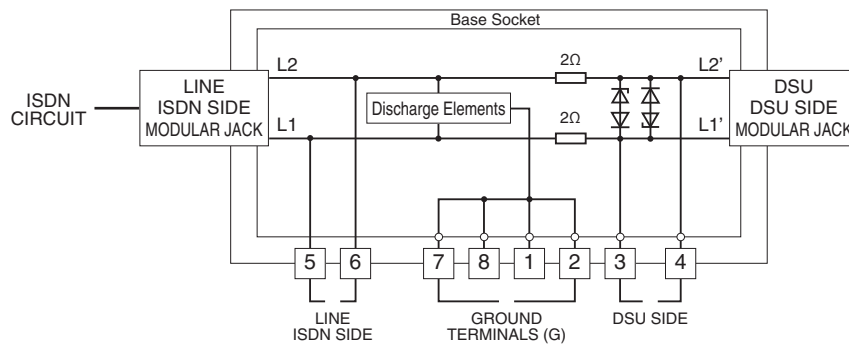 Base Socket
ISDN
CIRCUIT
LINE
ISDN SIDE
MODULAR JACK
L2
L1
Discharge Elements
2Ω
2Ω
L2’
L1’
DSU
DSU SIDE
MODULAR JACK
5
6
7
8
1
2
3
4
LINE
ISDN SIDE
GROUND
TERMINALS (G)
DSU SIDE